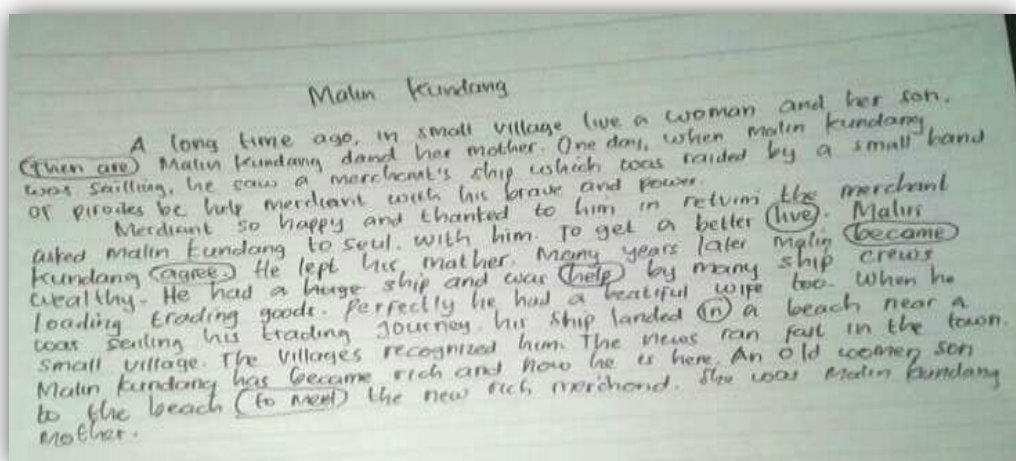 Malin Kundang
A long time ago, in small village live a woman and her son.
(then are) Malin Kundang dand her mother. One day, when Malin Kundang
was sailling, he saw a merchant's ship which was raided by a small band
of pirodes be help merchant with his brave and power.
Merchant so happy and thanked to him in return the merchant
asked Malin Kundang to seul. with him. To get a better (live). Malin
Kundang (agree.) He left his mather. Many years later Malin (became)
wealthy. He had a huge ship and was (help) by many ship crews
loading trading goods. Perfectly he had a beatiful wife too. When he
was seiling his trading journey. his ship landed (in) a beach near a
small village. The villages recognized him. The news ran fast in the town.
Malin Kundang has became rich and now he is here. An old women son
to the beach (to meet) the new rich merchand. She was Malin Kundang
Mother.